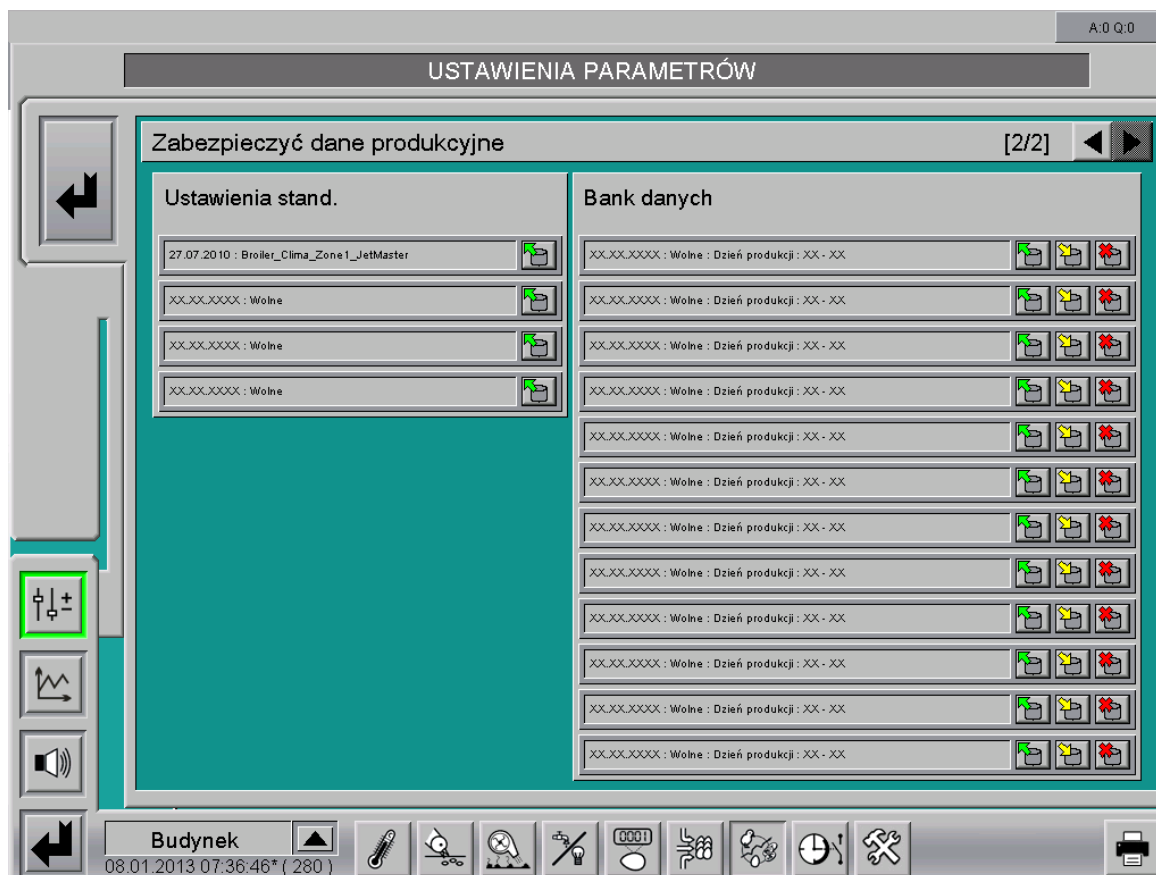 A:0 Q:0
USTAWIENIA PARAMETRÓW
Zabezpieczyć dane produkcyjne [2/2]
Ustawienia stand.
Bank danych
27.07.2010 : Broiler_Clima_Zone1_JetMaster
XX.XX.XXXX : Wolne : Dzień produkcji : XX - XX
XX.XX.XXXX : Wolne
XX.XX.XXXX : Wolne : Dzień produkcji : XX - XX
XX.XX.XXXX : Wolne
XX.XX.XXXX : Wolne : Dzień produkcji : XX - XX
XX.XX.XXXX : Wolne
XX.XX.XXXX : Wolne : Dzień produkcji : XX - XX
XX.XX.XXXX : Wolne : Dzień produkcji : XX - XX
XX.XX.XXXX : Wolne : Dzień produkcji : XX - XX
XX.XX.XXXX : Wolne : Dzień produkcji : XX - XX
XX.XX.XXXX : Wolne : Dzień produkcji : XX - XX
XX.XX.XXXX : Wolne : Dzień produkcji : XX - XX
XX.XX.XXXX : Wolne : Dzień produkcji : XX - XX
XX.XX.XXXX : Wolne : Dzień produkcji : XX - XX
XX.XX.XXXX : Wolne : Dzień produkcji : XX - XX
Budynek
08.01.2013 07:36:46* ( 280 )
0001